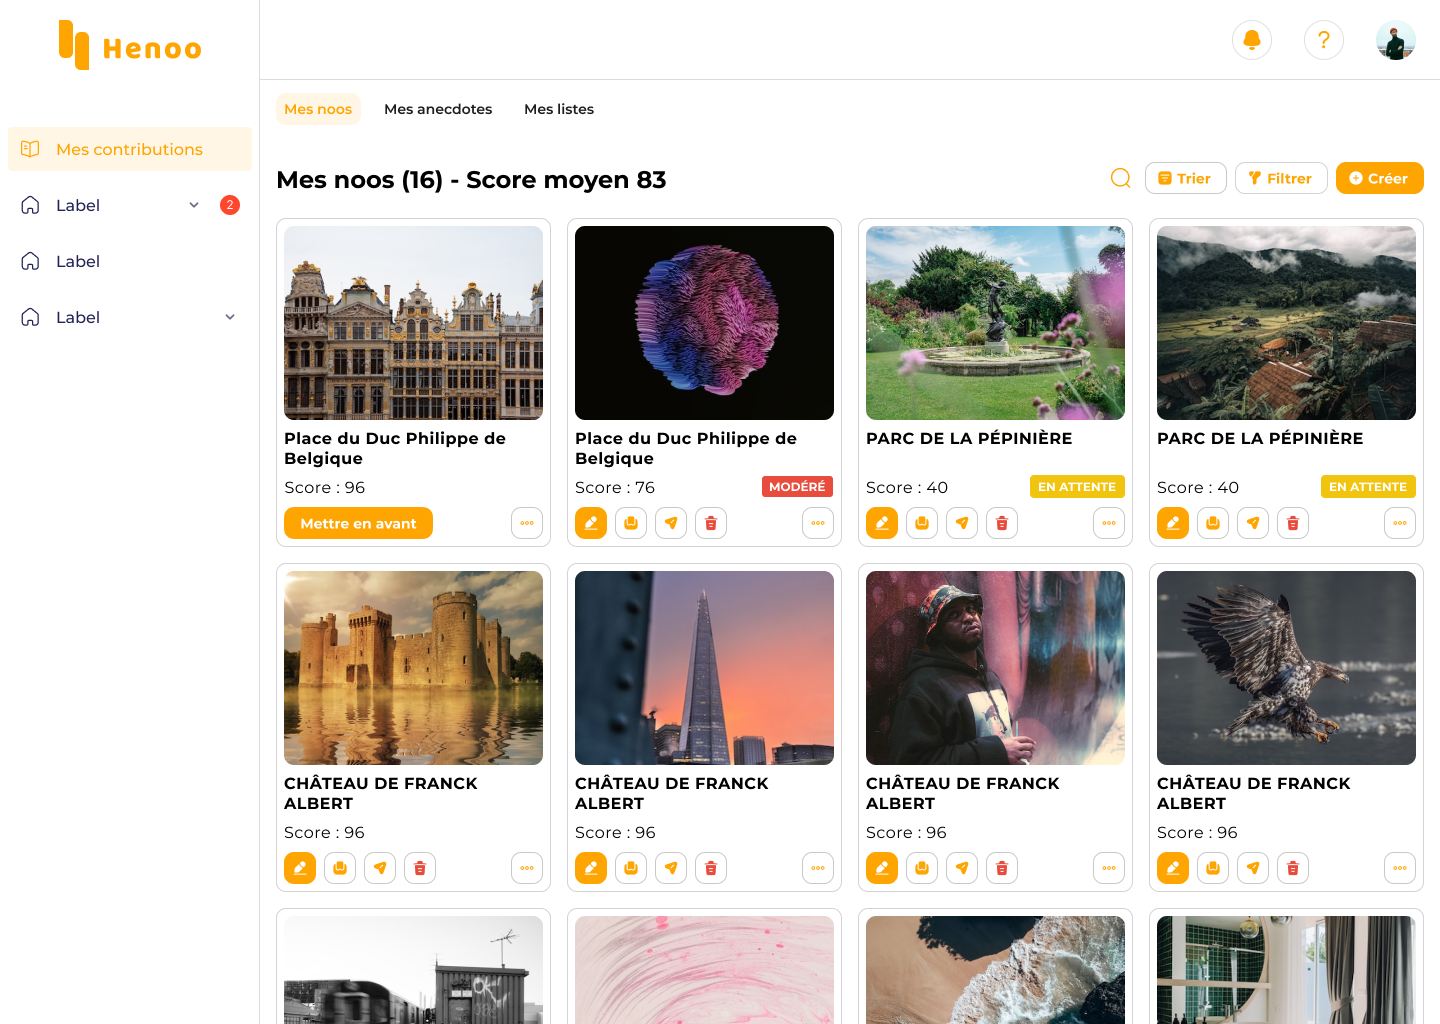 Henoo
Mes noos
Mes anecdotes
Mes listes
Mes contributions
Label
2
Label
Label
Mes noos (16) - Score moyen 83
Trier
Filtrer
Créer
Place du Duc Philippe de
Belgique
Score : 96
Mettre en avant
Place du Duc Philippe de
Belgique
Score : 76
MODÉRÉ
PARC DE LA PÉPINIÈRE
Score : 40
EN ATTENTE
PARC DE LA PÉPINIÈRE
Score : 40
EN ATTENTE
CHÂTEAU DE FRANCK
ALBERT
Score : 96
CHÂTEAU DE FRANCK
ALBERT
Score : 96
CHÂTEAU DE FRANCK
ALBERT
Score : 96
CHÂTEAU DE FRANCK
ALBERT
Score : 96